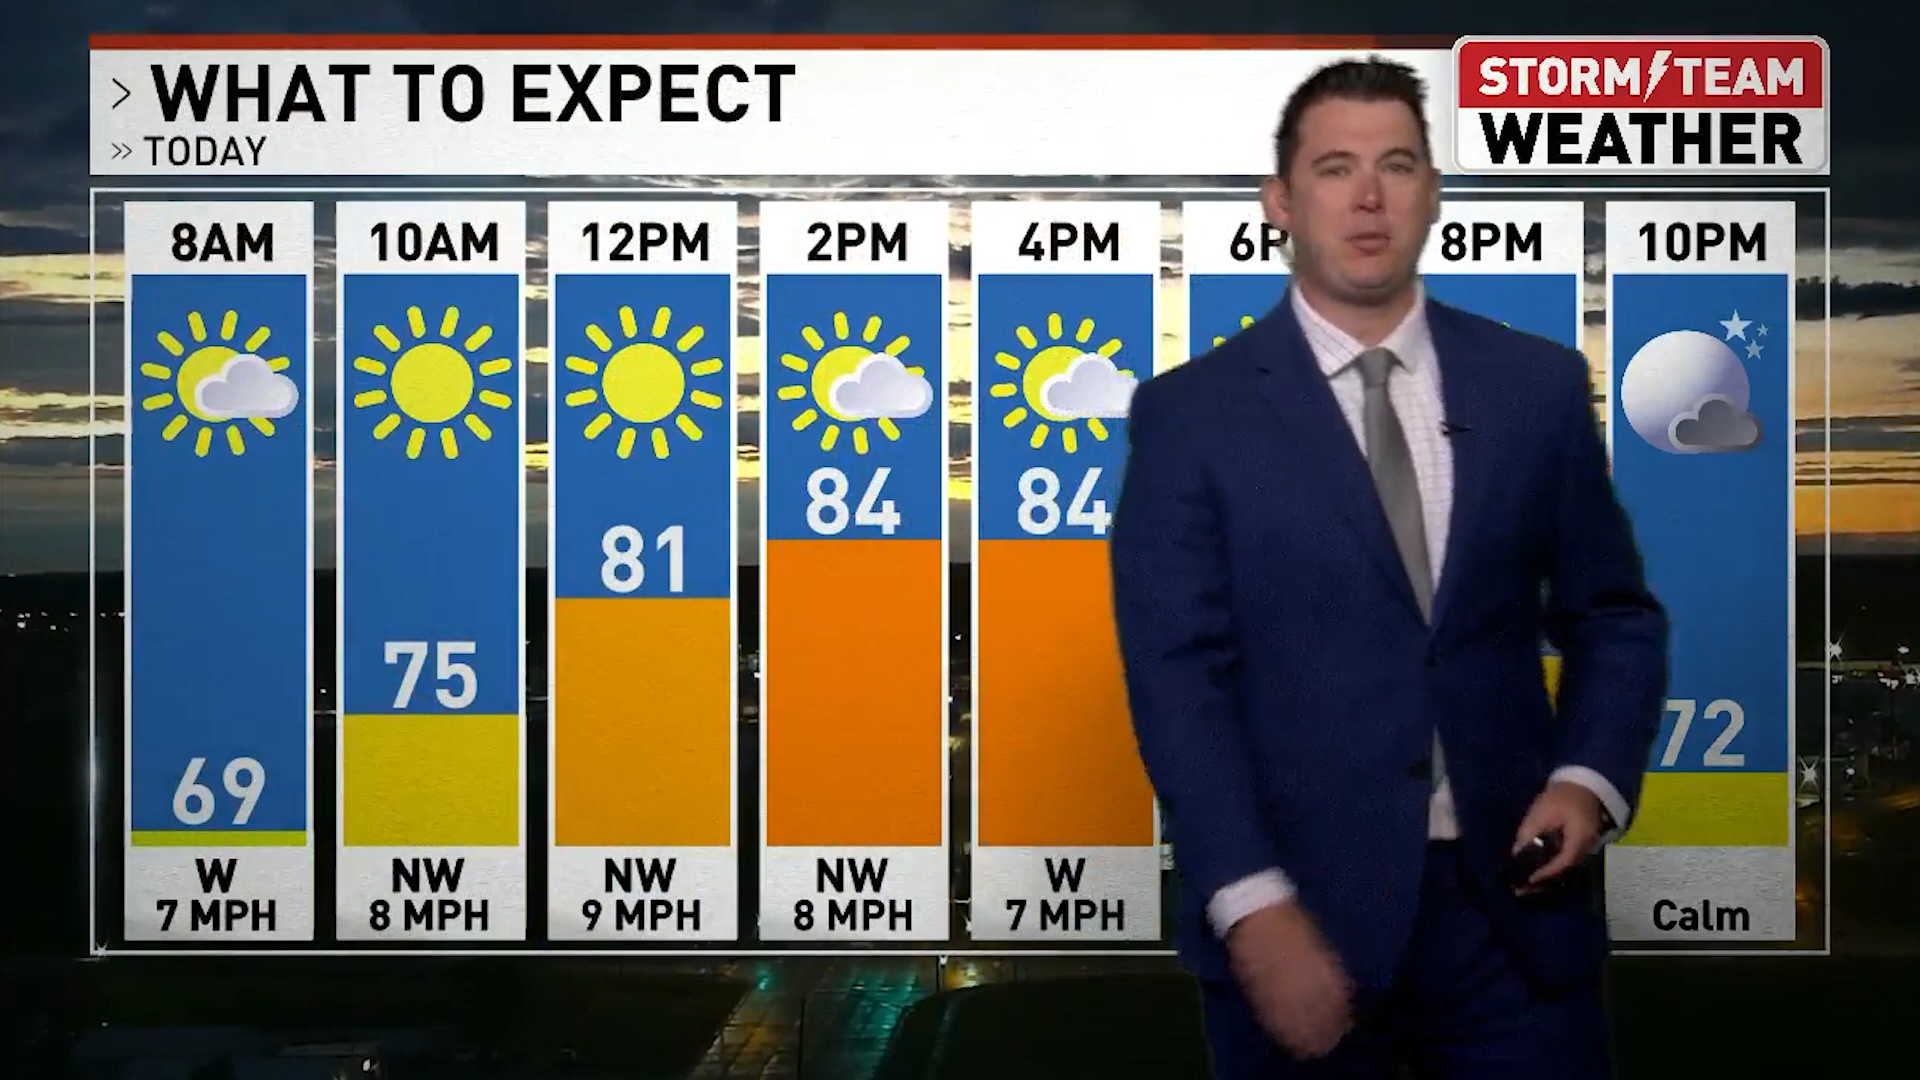 > WHAT TO EXPECT
» TODAY
STORM TEAM
WEATHER
8AM
69
W
7 MPH
10AM
75
NW
8 MPH
12PM
81
NW
9 MPH
2PM
84
NW
8 MPH
4PM
84
W
7 MPH
8PM
10PM
72
Calm